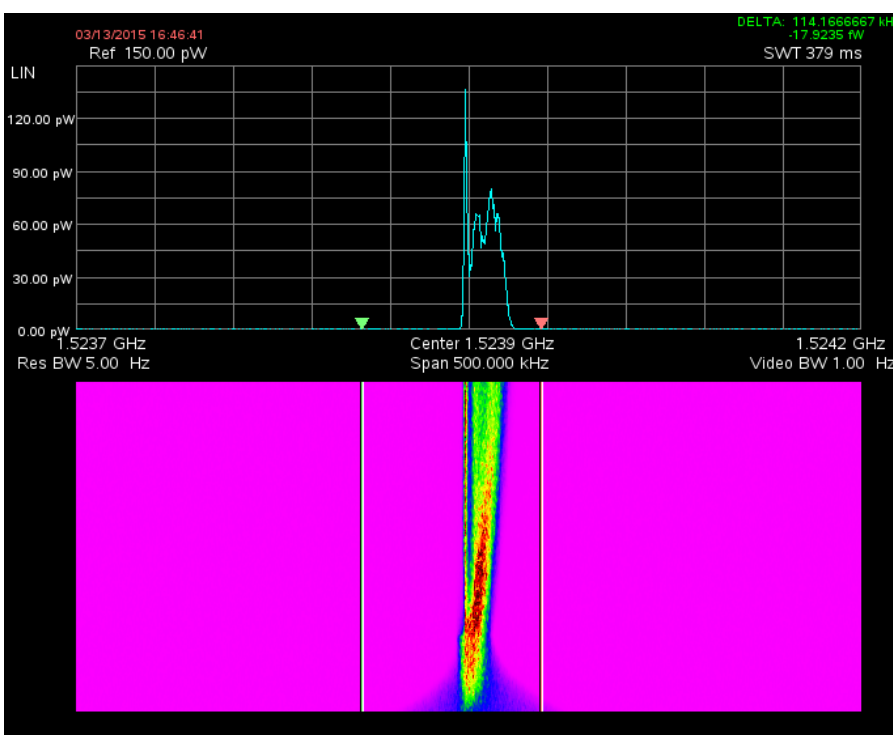 DELTA: 114.1666667 kH
-17.9235 fW
03/13/2015 16:46:41
Ref 150.00 pW
SWT 379 ms
LIN
120.00 pW
90.00 pW
60.00 pW
30.00 pW
0.00 pW
1.5237 GHz
Center 1.5239 GHz
1.5242 GHz
Res BW 5.00 Hz
Span 500.000 kHz
Video BW 1.00 Hz